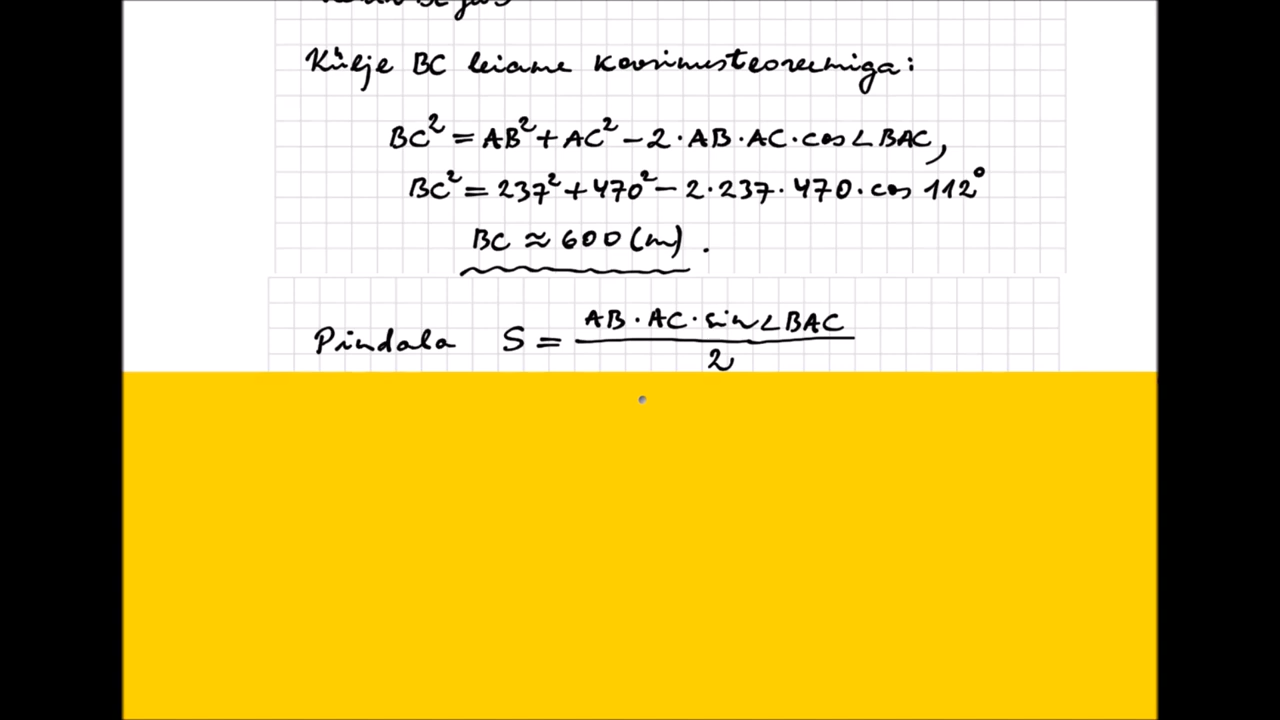 Külje BC leiame koosinusteoreemiga:
BC² = AB² + AC² − 2 · AB · AC · cos∠BAC,
BC² = 237² + 470² − 2 · 237 · 470 · cos 112°
BC ≈ 600 (m).
Pindala S = AB · AC · sin∠BAC
2